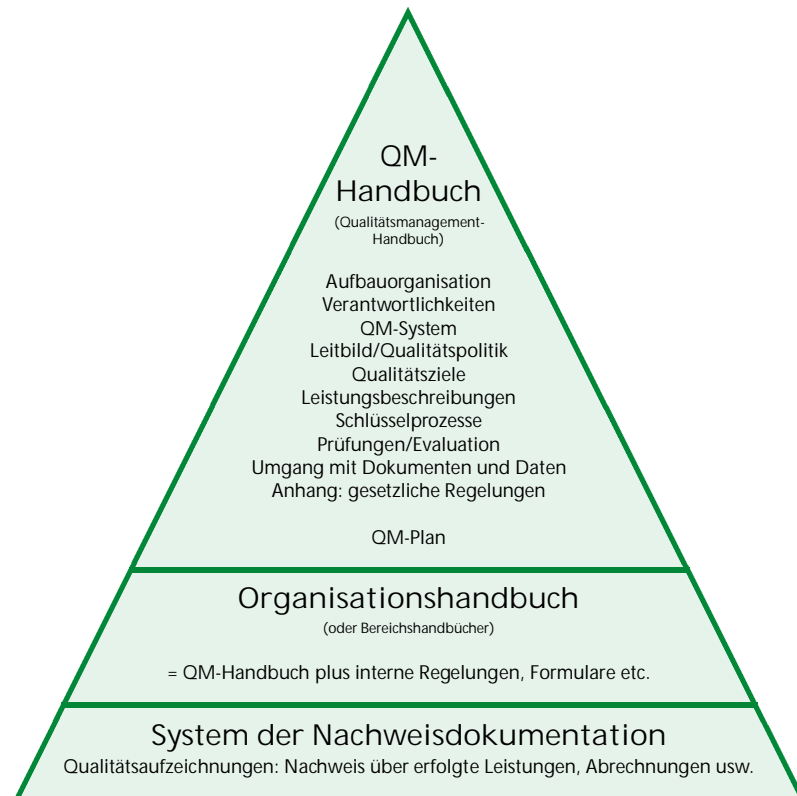 QM-
Handbuch
(Qualitätsmanagement-
Handbuch)
Aufbauorganisation
Verantwortlichkeiten
QM-System
Leitbild/Qualitätspolitik
Qualitätsziele
Leistungsbeschreibungen
Schlüsselprozesse
Prüfungen/Evaluation
Umgang mit Dokumenten und Daten
Anhang: gesetzliche Regelungen
QM-Plan
Organisationshandbuch
(oder Bereichshandbücher)
= QM-Handbuch plus interne Regelungen, Formulare etc.
System der Nachweisdokumentation
Qualitätsaufzeichnungen: Nachweis über erfolgte Leistungen, Abrechnungen usw.